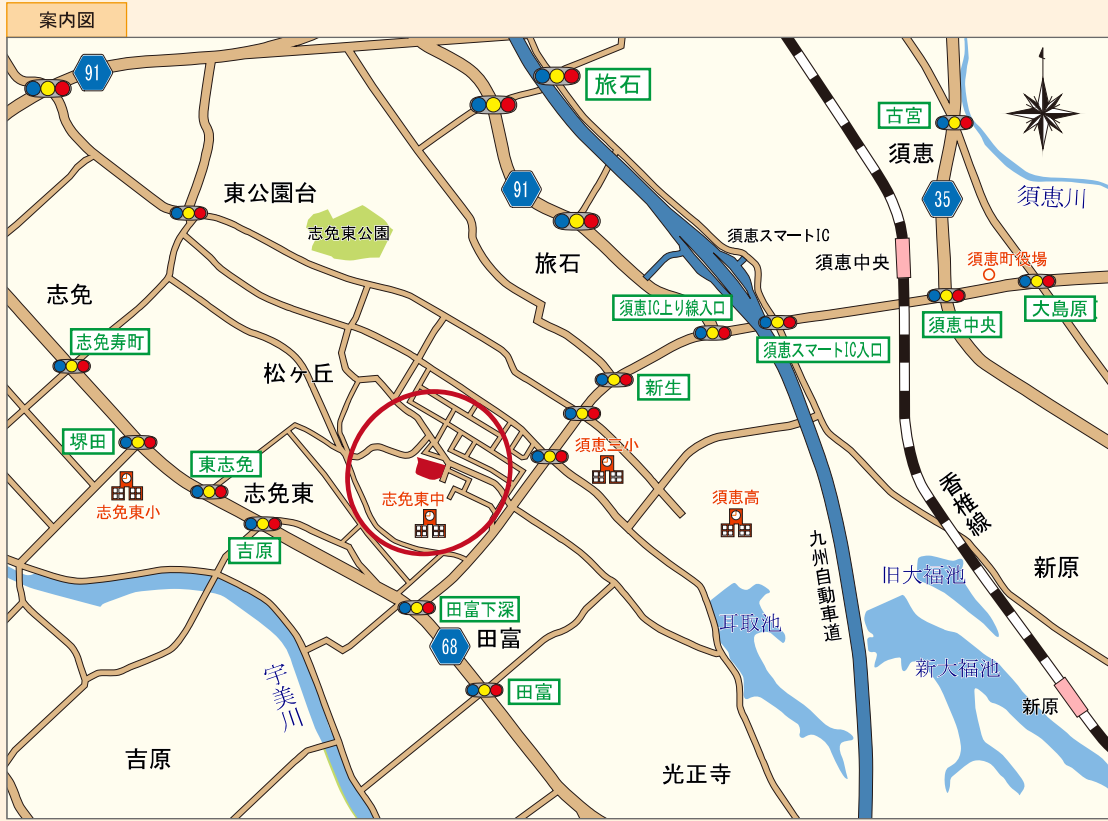 案内図
91
旅石
古宮
須恵
91
35
東公園台
須恵川
志免東公園
須恵スマートIC
旅石
須恵中央
須恵町役場
志免
須恵IC上り線入口
大島原
須恵中央
志免寿町
須恵スマートIC入口
松ヶ丘
新生
堺田
須恵三小
東志免
志免東
志免東小
志免東中
須恵高
香椎線
吉原
九州自動車道
新原
旧大福池
田富下深
耳取池
68
田富
新大福池
宇美川
田富
新原
吉原
光正寺